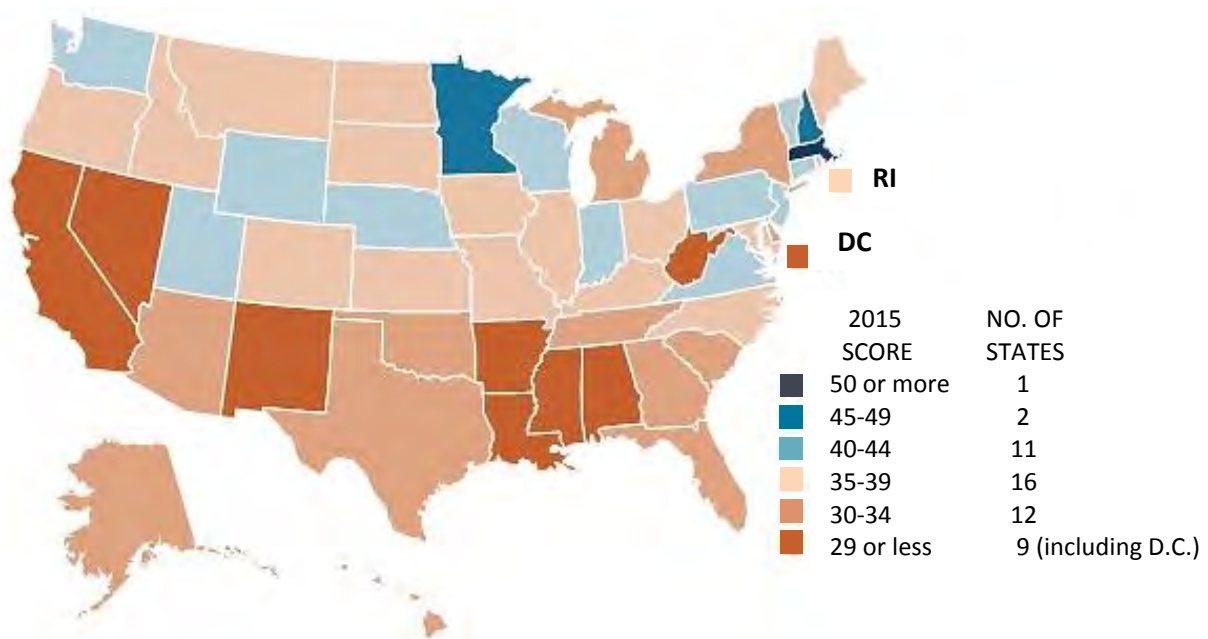 RI
DC
2015 NO. OF
SCORE STATES
50 or more 1
45-49 2
40-44 11
35-39 16
30-34 12
29 or less 9 (including D.C.)